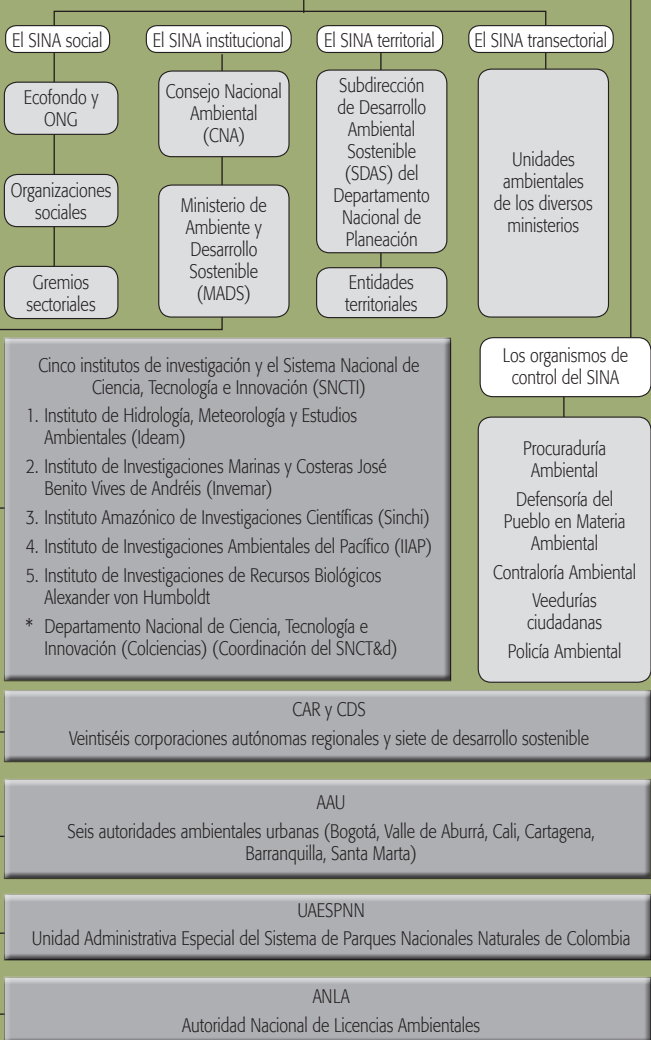 El SINA social
El SINA institucional
El SINA territorial
El SINA transectorial
Ecofondo y
ONG
Organizaciones
sociales
Gremios
sectoriales
Consejo Nacional
Ambiental
(CNA)
Ministerio de
Ambiente y
Desarrollo
Sostenible
(MADS)
Subdirección
de Desarrollo
Ambiental
Sostenible
(SDAS) del
Departamento
Nacional de
Planeación
Entidades
territoriales
Unidades
ambientales
de los diversos
ministerios
Cinco institutos de investigación y el Sistema Nacional de
Ciencia, Tecnología e Innovación (SNCTI)
1. Instituto de Hidrología, Meteorología y Estudios
Ambientales (Ideam)
2. Instituto de Investigaciones Marinas y Costeras José
Benito Vives de Andréis (Invemar)
3. Instituto Amazónico de Investigaciones Científicas (Sinchi)
4. Instituto de Investigaciones Ambientales del Pacífico (IIAP)
5. Instituto de Investigaciones de Recursos Biológicos
Alexander von Humboldt
* Departamento Nacional de Ciencia, Tecnología e
Innovación (Colciencias) (Coordinación del SNCT&d)
Los organismos de
control del SINA
Procuraduría
Ambiental
Defensoría del
Pueblo en Materia
Ambiental
Contraloría Ambiental
Veedurías
ciudadanas
Policía Ambiental
CAR y CDS
Veintiséis corporaciones autónomas regionales y siete de desarrollo sostenible
AAU
Seis autoridades ambientales urbanas (Bogotá, Valle de Aburrá, Cali, Cartagena,
Barranquilla, Santa Marta)
UAESPNN
Unidad Administrativa Especial del Sistema de Parques Nacionales Naturales de Colombia
ANLA
Autoridad Nacional de Licencias Ambientales